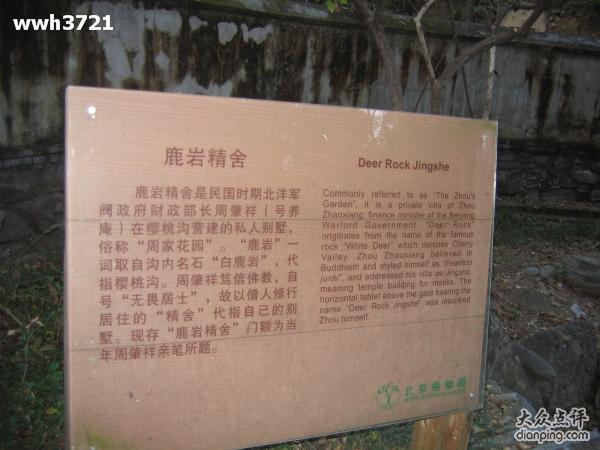 wwh3721
鹿岩精舍
鹿岩精舍是民国时期北洋军
阀政府财政部长周肇祥（号养
庵）在樱桃沟营建的私人别墅，
俗称“周家花园”。“鹿岩”一
词取自沟内名石“白鹿岩”，代
指樱桃沟。周肇祥笃信佛教，自
号“无畏居士”，故以僧人修行
居住的“精舍”代指自己的别
墅。现存“鹿岩精舍”门额为当
年周肇祥亲笔所题。
Deer Rock Jingshe
Commonly referred to as "The Zhou's
Garden", it is a private villa of Zhou
Zhaoxiang, finance minister of the Beiyang
Warlord Government. "Deer Rock"
originates from the name of the famous
rock "White Deer" which denotes Cherry
Valley. Zhou Zhaoxiang believed in
Buddhism and styled himself as "Fearless
jushi", and addressed his villa as Jingshe,
meaning temple building for monks. The
horizontal tablet above the gate bearing the
name "Deer Rock jingshe" was inscribed
Zhou himself.
北京植物园
大众点评
dianping.com